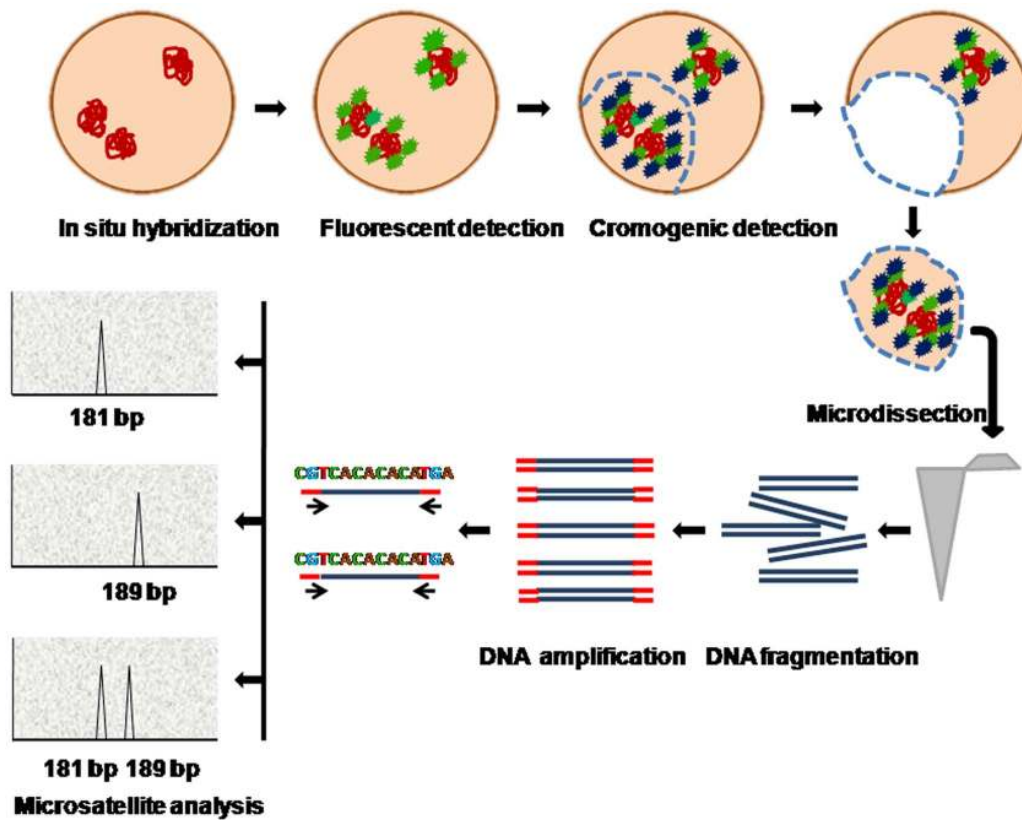 In situ hybridization
Fluorescent detection
Cromogenic detection
Microdissection
DNA fragmentation
DNA amplification
CGTCACACACATGA
CGTCACACACATGA
181 bp
189 bp
181 bp 189 bp
Microsatellite analysis